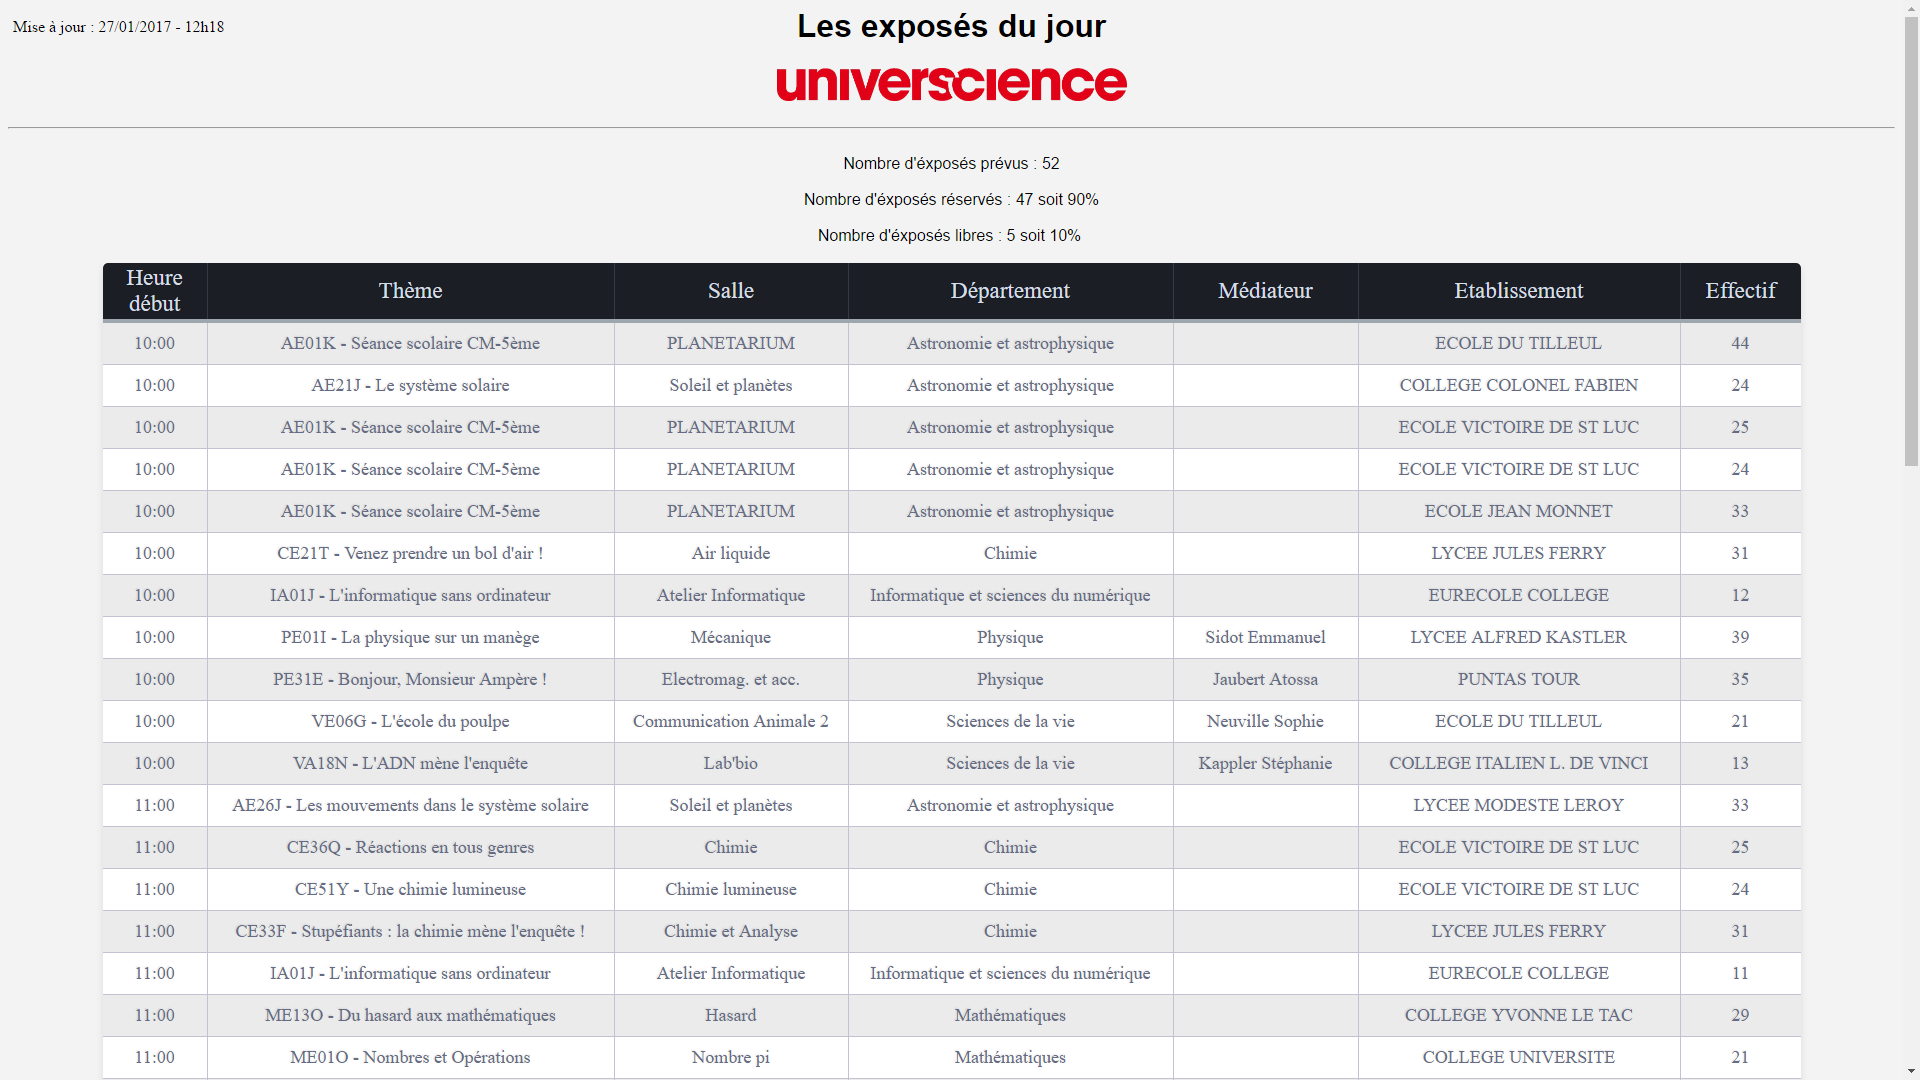 Mise à jour : 27/01/2017 - 12h18
Les exposés du jour
universcience
Nombre d'éxposés prévus : 52
Nombre d'éxposés réservés : 47 soit 90%
Nombre d'éxposés libres : 5 soit 10%
Heure début Thème Salle Département Médiateur Etablissement Effectif
10:00 AE01K - Séance scolaire CM-5ème PLANETARIUM Astronomie et astrophysique ECOLE DU TILLEUL 44
10:00 AE21J - Le système solaire Soleil et planètes Astronomie et astrophysique COLLEGE COLONEL FABIEN 24
10:00 AE01K - Séance scolaire CM-5ème PLANETARIUM Astronomie et astrophysique ECOLE VICTOIRE DE ST LUC 25
10:00 AE01K - Séance scolaire CM-5ème PLANETARIUM Astronomie et astrophysique ECOLE VICTOIRE DE ST LUC 24
10:00 AE01K - Séance scolaire CM-5ème PLANETARIUM Astronomie et astrophysique ECOLE JEAN MONNET 33
10:00 CE21T - Venez prendre un bol d'air ! Air liquide Chimie LYCEE JULES FERRY 31
10:00 IA01J - L'informatique sans ordinateur Atelier Informatique Informatique et sciences du numérique EURECOLE COLLEGE 12
10:00 PE01I - La physique sur un manège Mécanique Physique Sidot Emmanuel LYCEE ALFRED KASTLER 39
10:00 PE31E - Bonjour, Monsieur Ampère ! Electromag. et acc. Physique Jaubert Atossa PUNTAS TOUR 35
10:00 VE06G - L'école du poulpe Communication Animale 2 Sciences de la vie Neuville Sophie ECOLE DU TILLEUL 21
10:00 VA18N - L'ADN mène l'enquête Lab'bio Sciences de la vie Kappler Stéphanie COLLEGE ITALIEN L. DE VINCI 13
11:00 AE26J - Les mouvements dans le système solaire Soleil et planètes Astronomie et astrophysique LYCEE MODESTE LEROY 33
11:00 CE36Q - Réactions en tous genres Chimie Chimie ECOLE VICTOIRE DE ST LUC 25
11:00 CE51Y - Une chimie lumineuse Chimie lumineuse Chimie ECOLE VICTOIRE DE ST LUC 24
11:00 CE33F - Stupéfiants : la chimie mène l'enquête ! Chimie et Analyse Chimie LYCEE JULES FERRY 31
11:00 IA01J - L'informatique sans ordinateur Atelier Informatique Informatique et sciences du numérique EURECOLE COLLEGE 11
11:00 ME13O - Du hasard aux mathématiques Hasard Mathématiques COLLEGE YVONNE LE TAC 29
11:00 ME01O - Nombres et Opérations Nombre pi Mathématiques COLLEGE UNIVERSITE 21